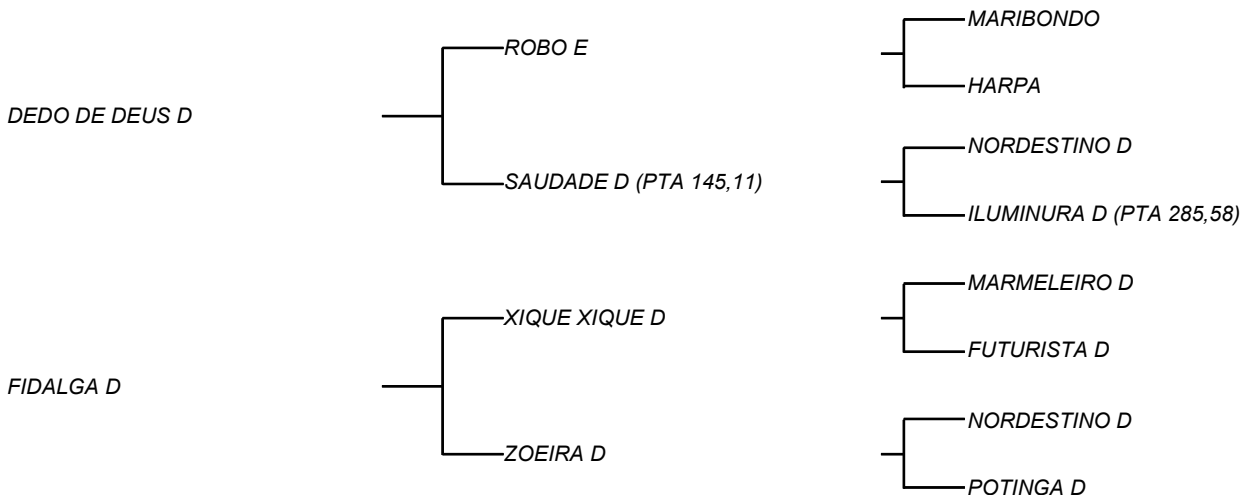 MARIBONDO
ROBO E
HARPA
DEDO DE DEUS D
NORDESTINO D
SAUDADE D (PTA 145,11)
ILUMINURA D (PTA 285,58)
MARMELEIRO D
XIQUE XIQUE D
FUTURISTA D
FIDALGA D
NORDESTINO D
ZOEIRA D
POTINGA D